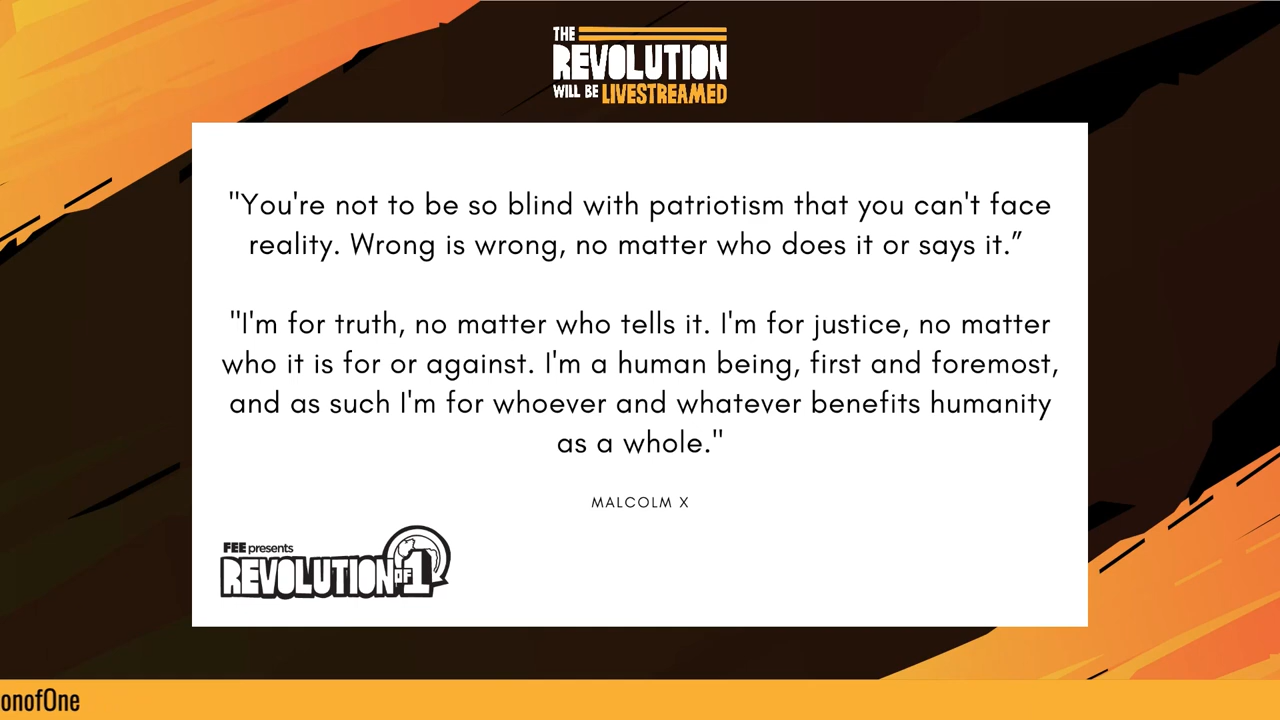 THE
REVOLUTION
WILL BE LIVESTREAMED
"You're not to be so blind with patriotism that you can't face
reality. Wrong is wrong, no matter who does it or says it.”
"I'm for truth, no matter who tells it. I'm for justice, no matter
who it is for or against. I'm a human being, first and foremost,
and as such I'm for whoever and whatever benefits humanity
as a whole."
MALCOLM X
FEE presents
REVOLUTION OF 1
onofOne